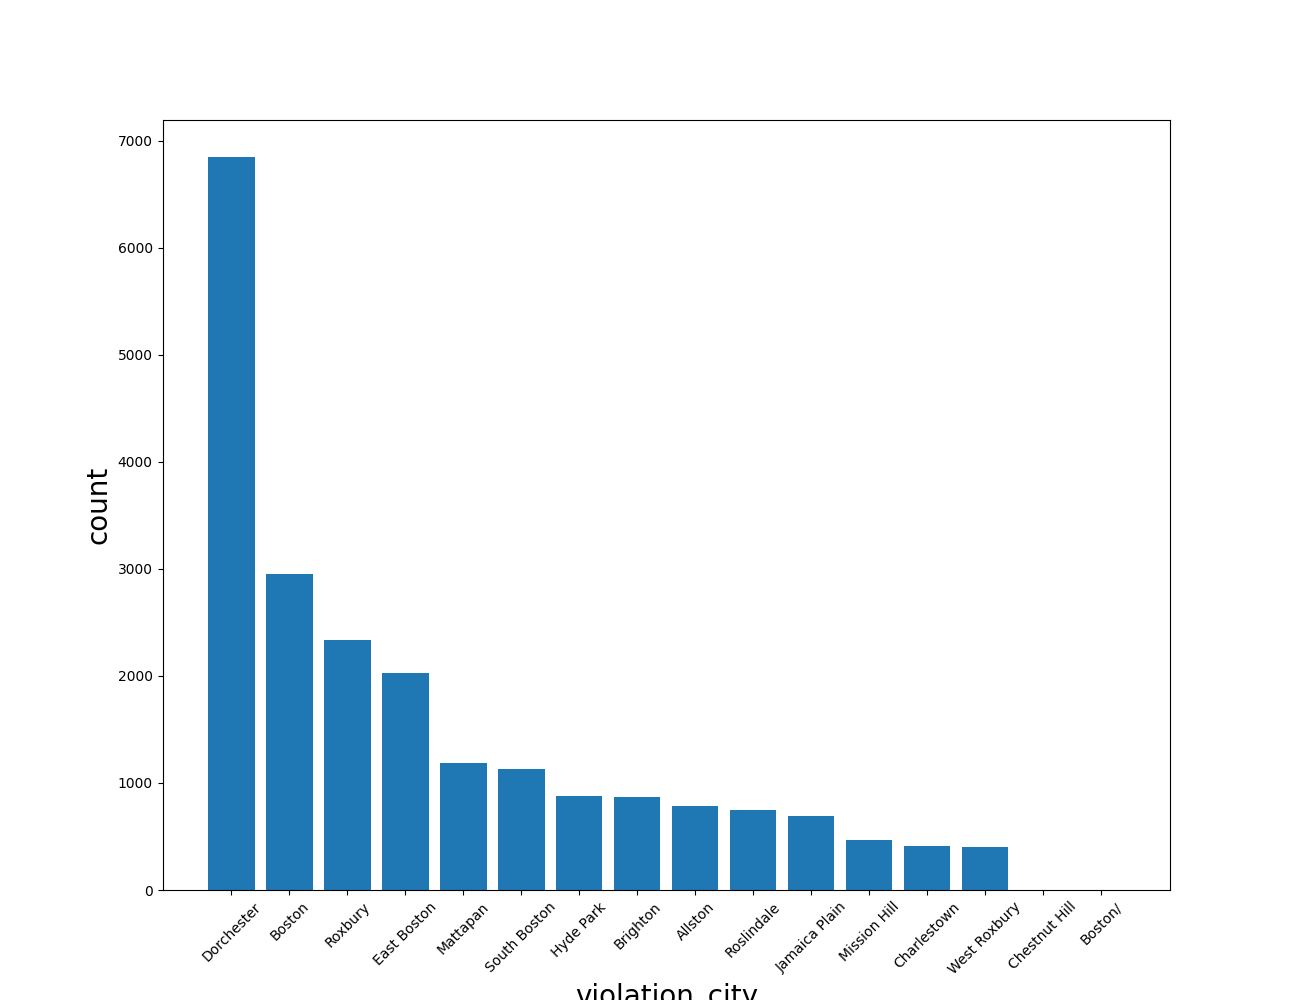 7000
6000
5000
4000
3000
2000
1000
0
count
Dorchester
Boston
Roxbury
East Boston
Mattapan
South Boston
Hyde Park
Brighton
Allston
Roslindale
Jamaica Plain
Mission Hill
Charlestown
West Roxbury
Chestnut Hill
Boston/
violation_city